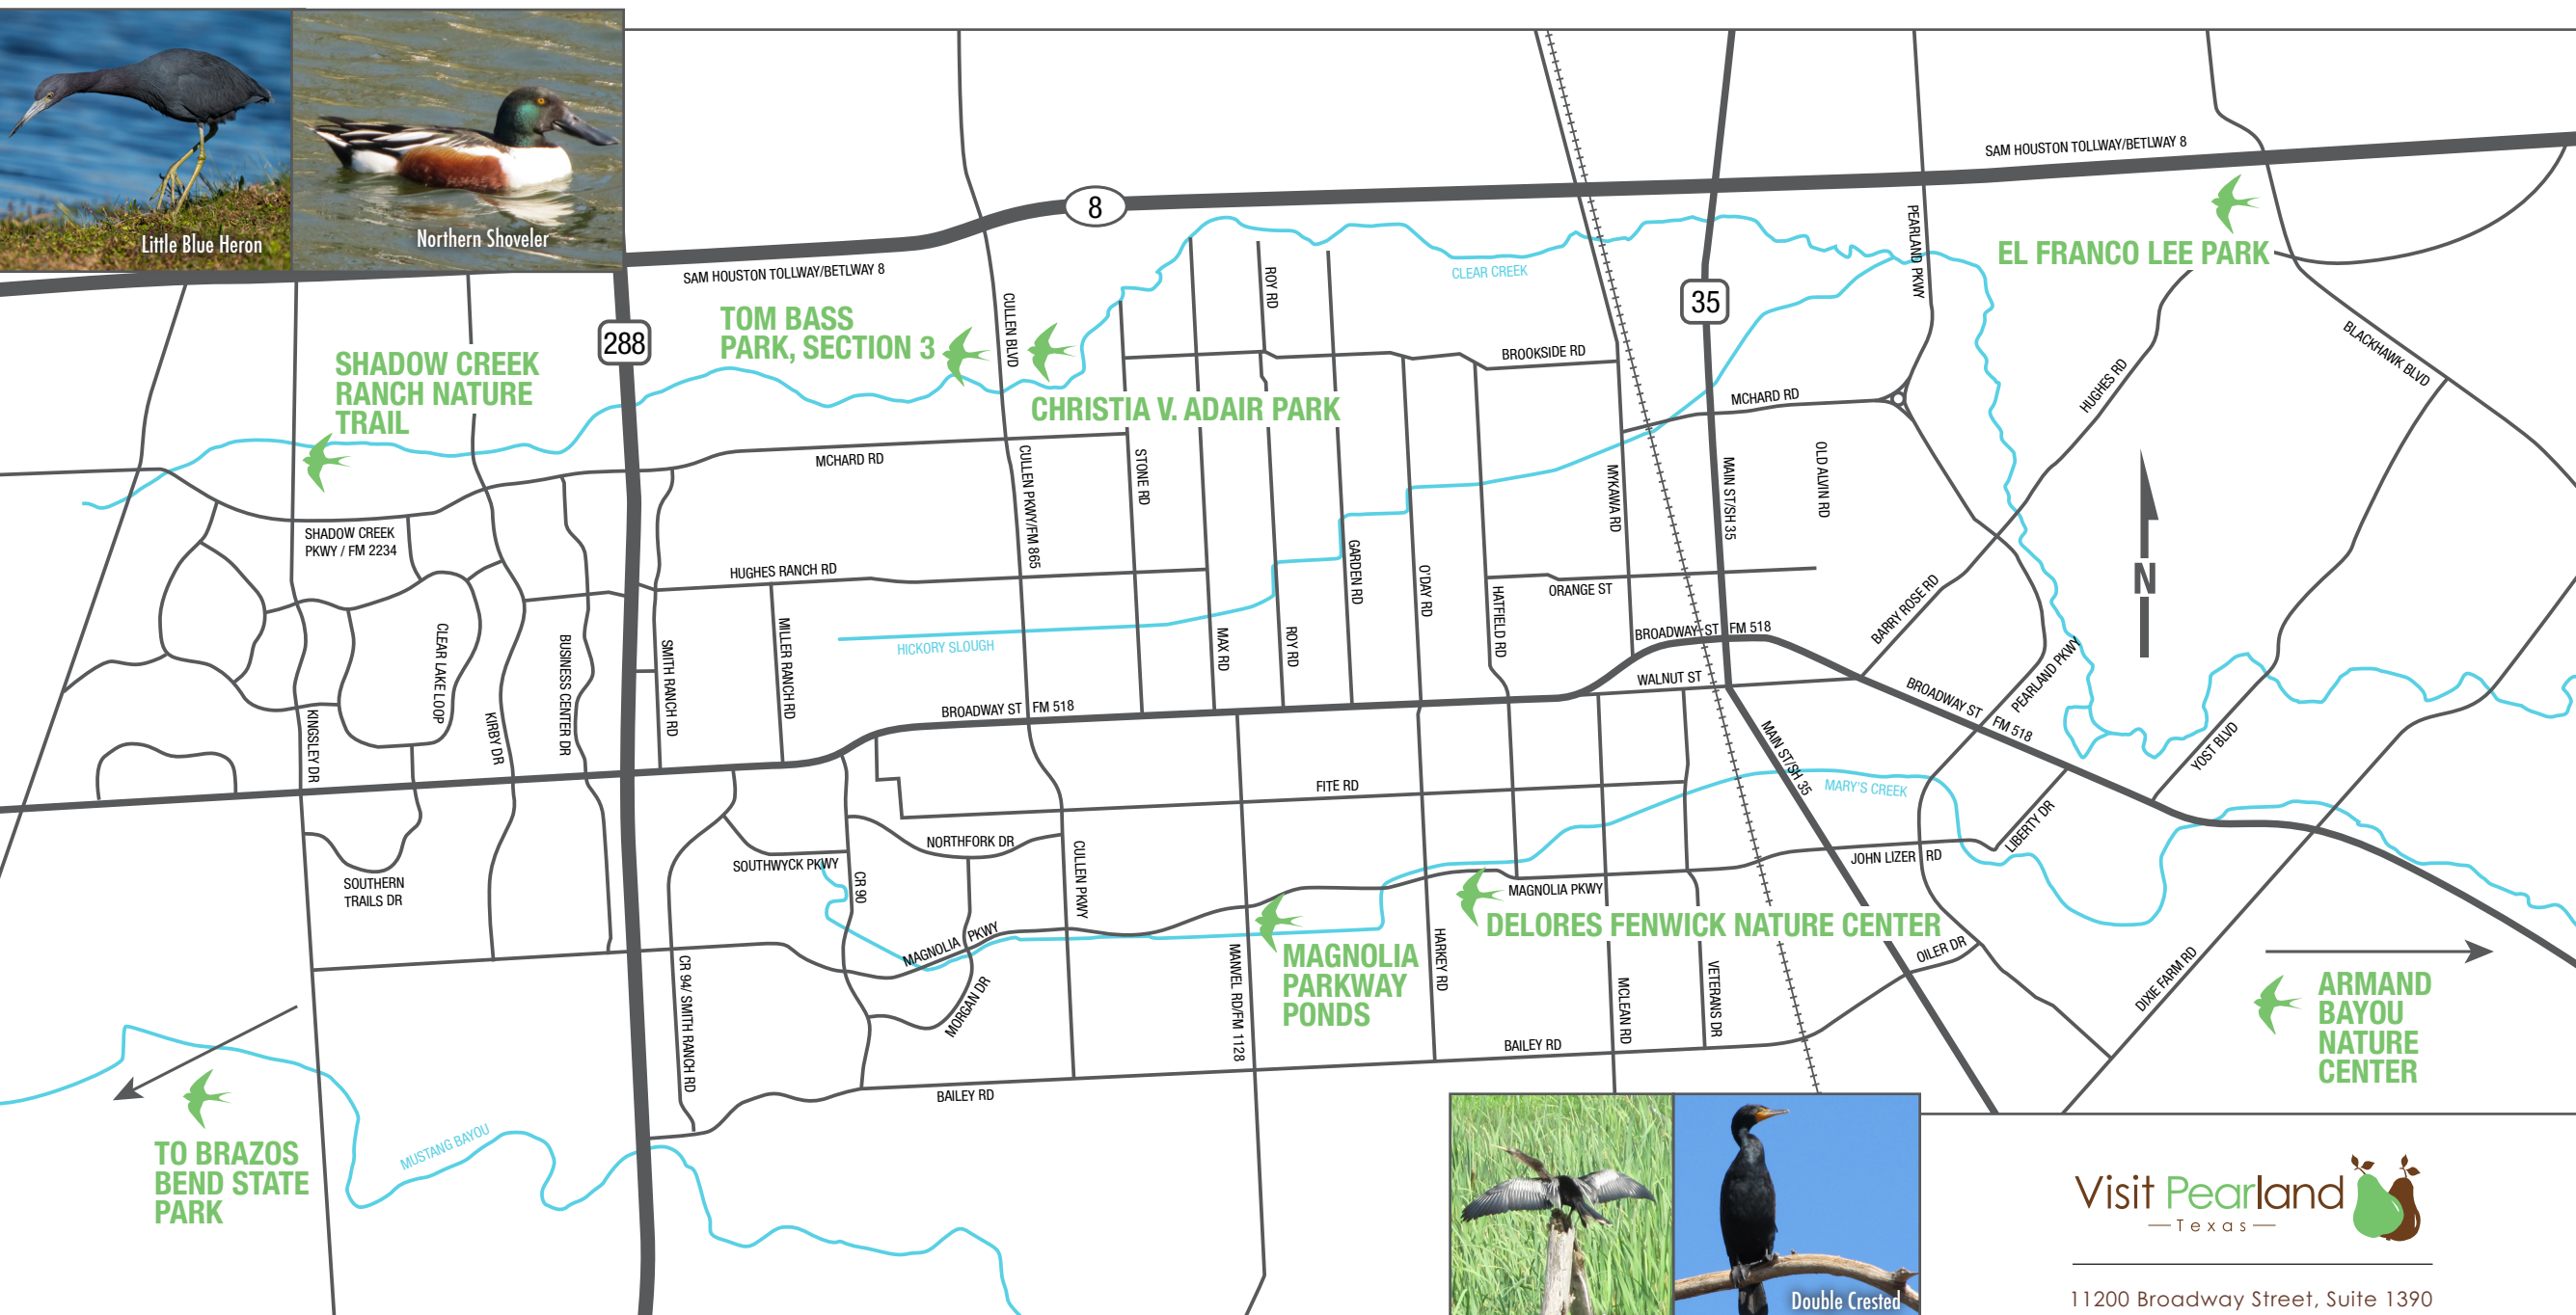 Little Blue Heron
Northern Shoveler
SAM HOUSTON TOLLWAY/BETLWAY 8
8
SAM HOUSTON TOLLWAY/BETLWAY 8
PEARLAND PKWY
EL FRANCO LEE PARK
CLEAR CREEK
ROY RD
CULLEN BLVD
35
288
TOM BASS
PARK, SECTION 3
SHADOW CREEK
RANCH NATURE
TRAIL
CHRISTIA V. ADAIR PARK
BROOKSIDE RD
BLACKHAWK BLVD
HUGHES RD
MCHARD RD
MCHARD RD
CULLEN PKWY/FM 865
STONE RD
MYKAWA RD
MAIN ST/SH 35
OLD ALVIN RD
SHADOW CREEK
PKWY / FM 2234
HUGHES RANCH RD
GARDEN RD
O'DAY RD
HATFIELD RD
ORANGE ST
BARRY ROSE RD
N
CLEAR LAKE LOOP
BUSINESS CENTER DR
SMITH RANCH RD
MILLER RANCH RD
HICKORY SLOUGH
MAX RD
ROY RD
BROADWAY ST FM 518
WALNUT ST
PEARLAND PKWY
BROADWAY ST FM 518
KINGSLEY DR
KIRBY DR
BROADWAY ST FM 518
MAIN ST/SH 35
YOST BLVD
FITE RD
MARY'S CREEK
LIBERTY DR
NORTHFORK DR
SOUTHWYCK PKWY
CR 90
CULLEN PKWY
JOHN LIZER RD
SOUTHERN
TRAILS DR
MAGNOLIA PKWY
DELORES FENWICK NATURE CENTER
MAGNOLIA PKWY
MAGNOLIA
PARKWAY
PONDS
MANVEL RD/FM 1128
HARKEY RD
MCLEAN RD
VETERANS DR
OILER DR
DIXIE FARM RD
ARMAND
BAYOU
NATURE
CENTER
CR 94/ SMITH RANCH RD
MORGAN DR
BAILEY RD
BAILEY RD
MUSTANG BAYOU
TO BRAZOS
BEND STATE
PARK
Double Crested
Visit Pearland
Texas
11200 Broadway Street, Suite 1390